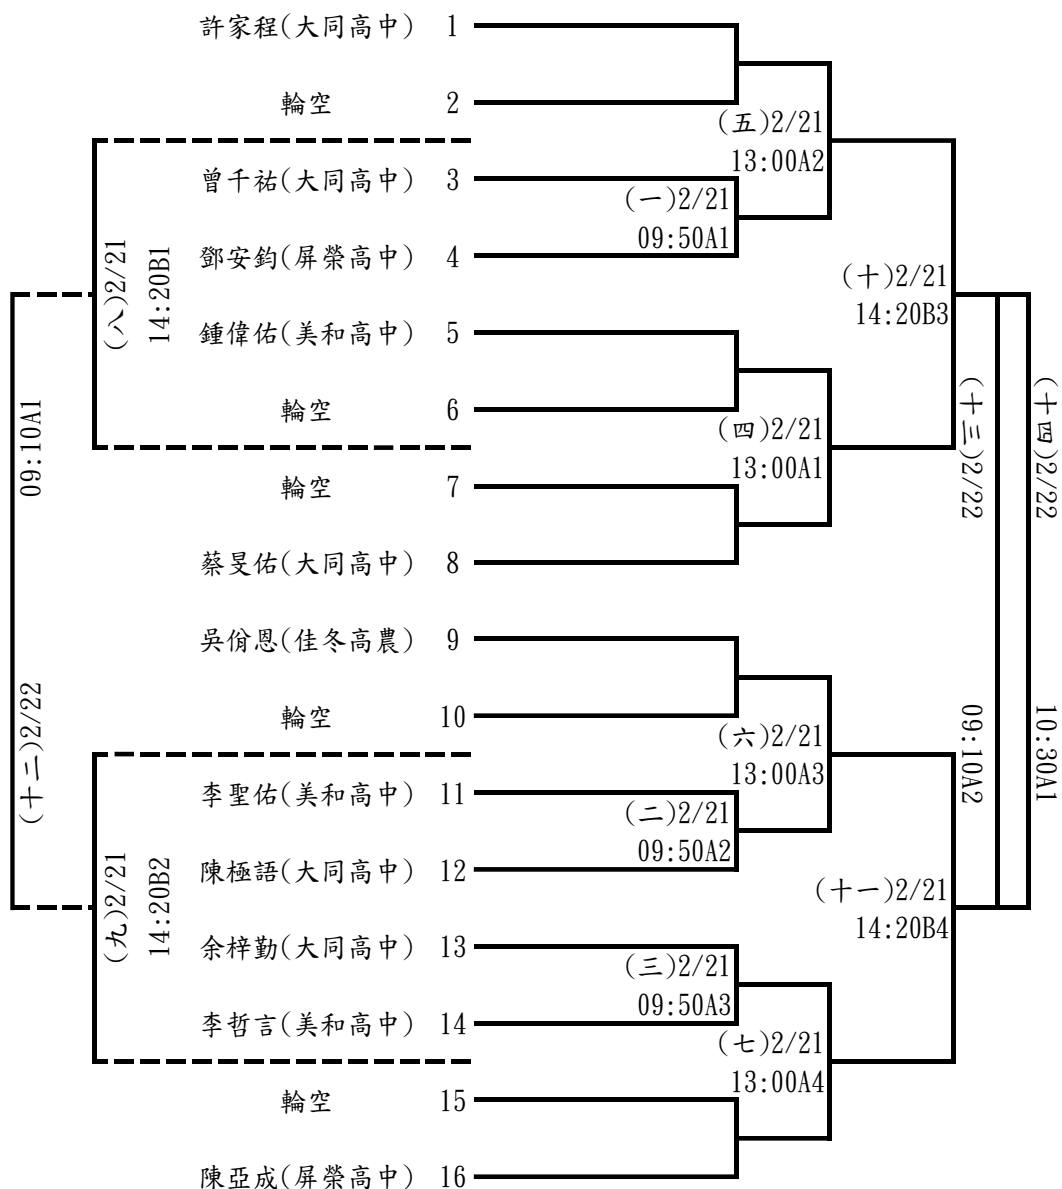 許家程(大同高中) 1
輪空 2
(五)2/21
13:00A2
曾千祐(大同高中) 3
(一)2/21
09:50A1
鄧安鈞(屏榮高中) 4
(八)2/21
14:20B1
(十)2/21
14:20B3
鍾偉佑(美和高中) 5
輪空 6
(四)2/21
13:00A1
輪空 7
蔡旻佑(大同高中) 8
(十三)2/22
09:10A2
(十四)2/22
10:30A1
09:10A1
(十二)2/22
吳佾恩(佳冬高農) 9
輪空 10
(六)2/21
13:00A3
李聖佑(美和高中) 11
(二)2/21
09:50A2
陳極語(大同高中) 12
(九)2/21
14:20B2
(十一)2/21
14:20B4
余梓勤(大同高中) 13
(三)2/21
09:50A3
李哲言(美和高中) 14
(七)2/21
13:00A4
輪空 15
陳亞成(屏榮高中) 16